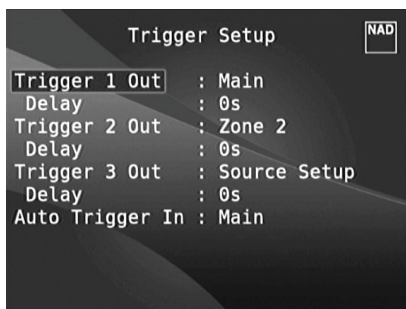 Trigger Setup
NAD
Trigger 1 Out : Main
Delay : 0s
Trigger 2 Out : Zone 2
Delay : 0s
Trigger 3 Out : Source Setup
Delay : 0s
Auto Trigger In : Main